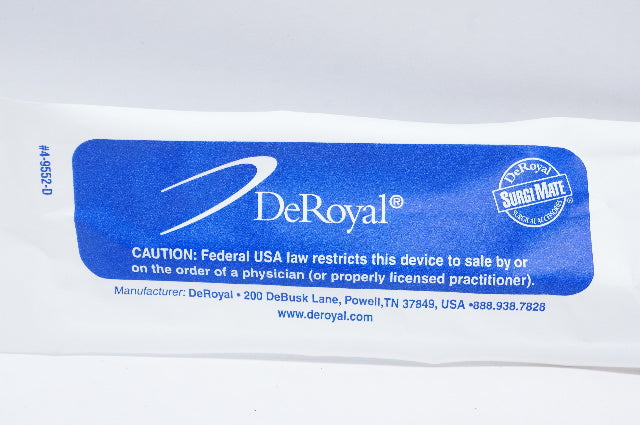 #4-9552-D
DeRoyal®
DeRoyal
SURGI MATE®
SURGICAL ACCESSORIES
CAUTION: Federal USA law restricts this device to sale by or
on the order of a physician (or properly licensed practitioner).
Manufacturer: DeRoyal • 200 DeBusk Lane, Powell,TN 37849, USA •888.938.7828
www.deroyal.com